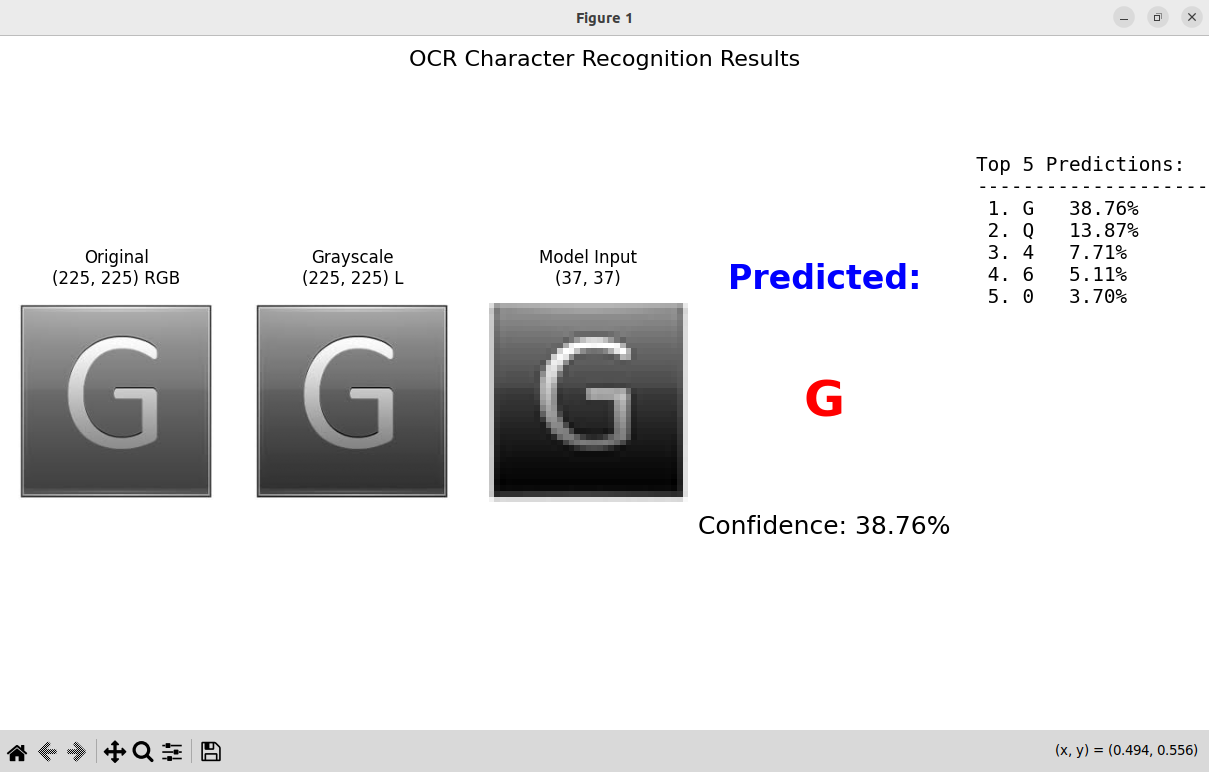 Figure 1
OCR Character Recognition Results
Original
(225, 225) RGB
G
Grayscale
(225, 225) L
G
Model Input
(37, 37)
G
Predicted:
G
Confidence: 38.76%
Top 5 Predictions:
--------------------
1. G   38.76%
2. Q   13.87%
3. 4   7.71%
4. 6   5.11%
5. 0   3.70%
(x, y) = (0.494, 0.556)